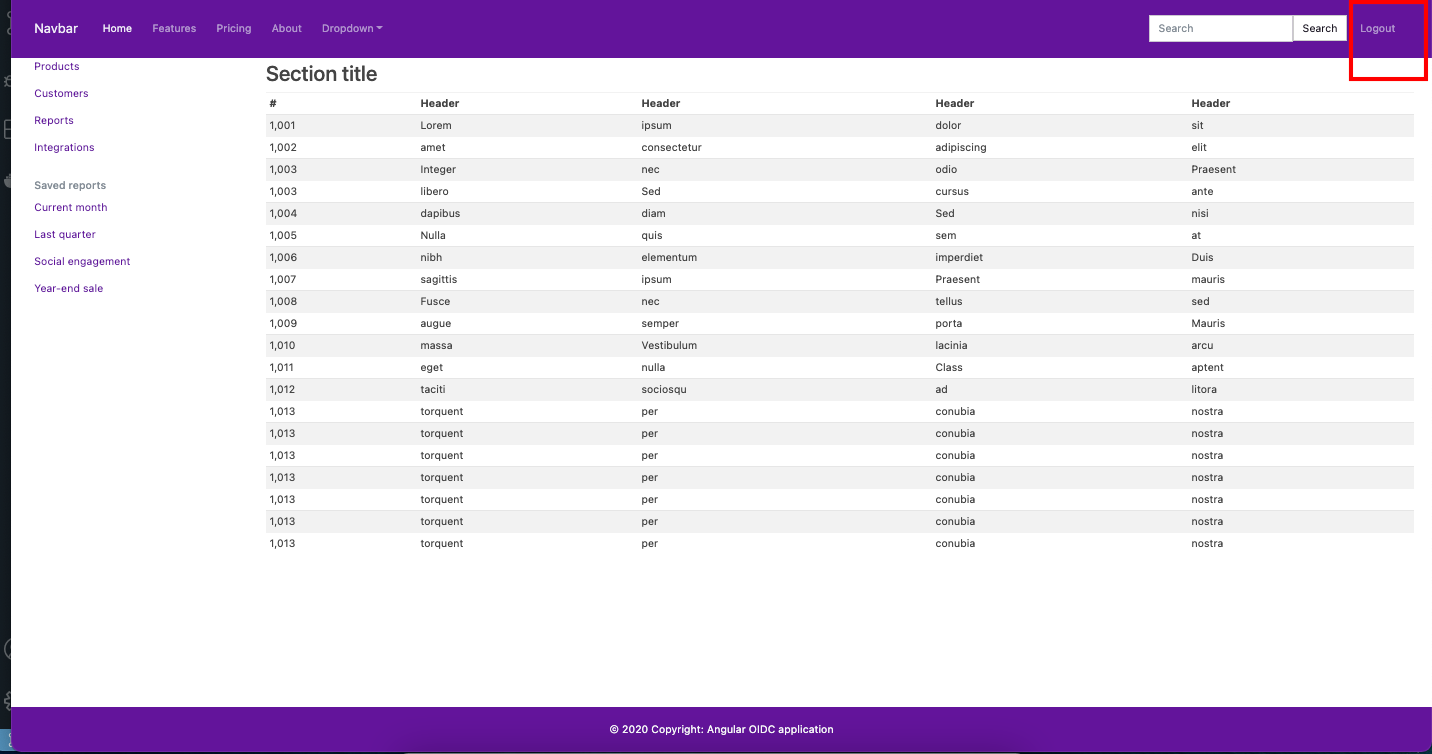 Navbar Home Features Pricing About Dropdown Search Search Logout
Products
Customers
Reports
Integrations
Saved reports
Current month
Last quarter
Social engagement
Year-end sale
Section title
# Header Header Header Header
1,001 Lorem ipsum dolor sit
1,002 amet consectetur adipiscing elit
1,003 Integer nec odio Praesent
1,003 libero Sed cursus ante
1,004 dapibus diam Sed nisi
1,005 Nulla quis sem at
1,006 nibh elementum imperdiet Duis
1,007 sagittis ipsum Praesent mauris
1,008 Fusce nec tellus sed
1,009 augue semper porta Mauris
1,010 massa Vestibulum lacinia arcu
1,011 eget nulla Class aptent
1,012 taciti sociosqu ad litora
1,013 torquent per conubia nostra
1,013 torquent per conubia nostra
1,013 torquent per conubia nostra
1,013 torquent per conubia nostra
1,013 torquent per conubia nostra
1,013 torquent per conubia nostra
1,013 torquent per conubia nostra
© 2020 Copyright: Angular OIDC application